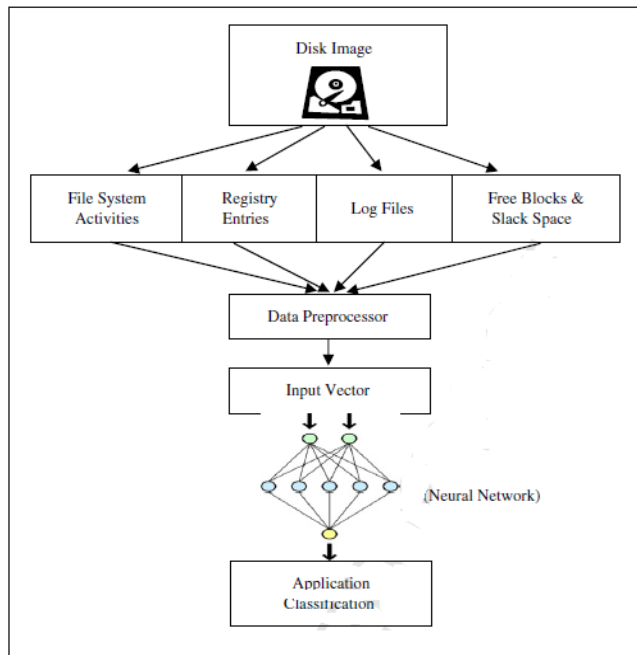 Disk Image
File System
Activities
Registry
Entries
Log Files
Free Blocks &
Slack Space
Data Preprocessor
Input Vector
(Neural Network)
Application
Classification